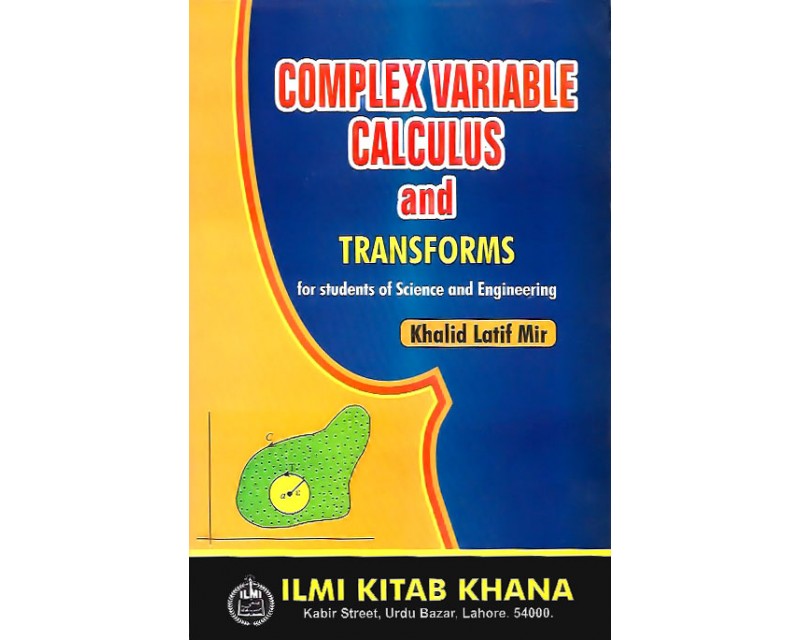 COMPLEX VARIABLE
CALCULUS
and
TRANSFORMS
for students of Science and Engineering
Khalid Latif Mir
C
a
ILMI
ILMI KITAB KHANA
Kabir Street, Urdu Bazar, Lahore. 54000.